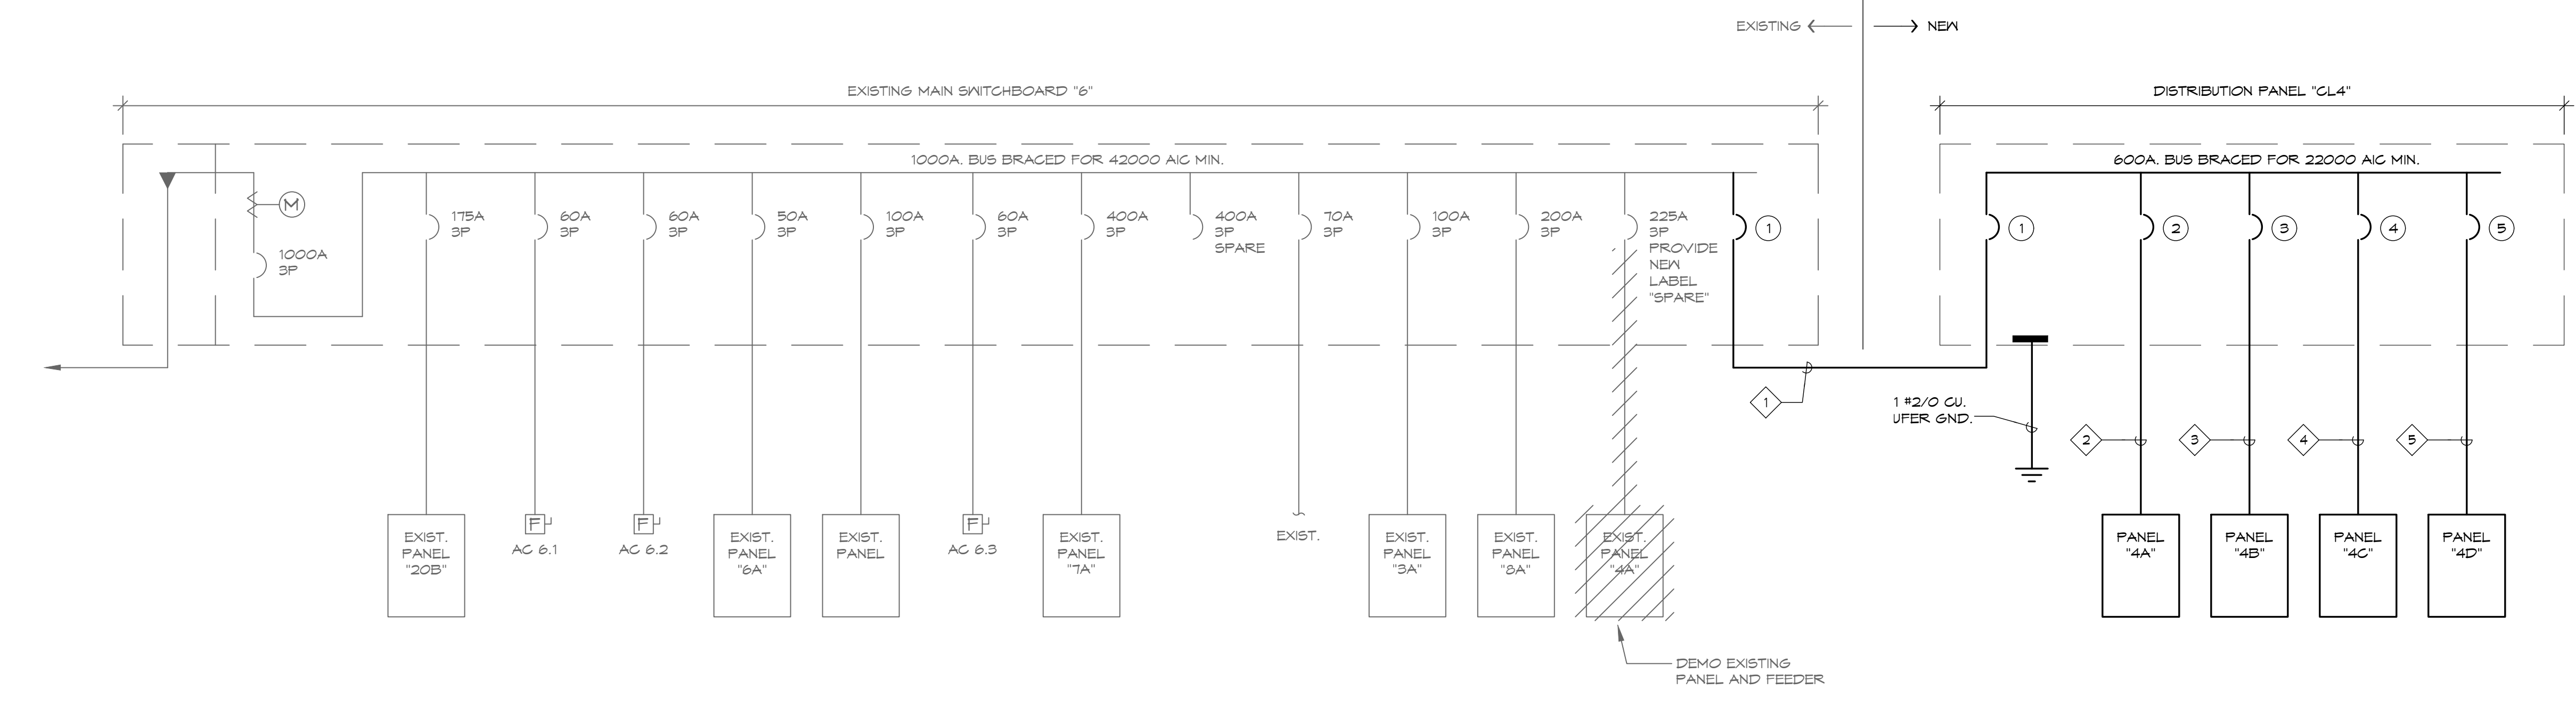 EXISTING NEW
EXISTING MAIN SWITCHBOARD "6"
DISTRIBUTION PANEL "CL4"
1000A. BUS BRACED FOR 42000 AIC MIN.
600A. BUS BRACED FOR 22000 AIC MIN.
M
1000A
3P
175A
3P
60A
3P
60A
3P
50A
3P
100A
3P
60A
3P
400A
3P
400A
3P
SPARE
70A
3P
100A
3P
200A
3P
225A
3P
PROVIDE
NEW
LABEL
"SPARE"
1
1
2
3
4
5
1
1 #2/0 CU.
UFER GND.
2
3
4
5
EXIST.
PANEL
"20B"
F
AC 6.1
F
AC 6.2
EXIST.
PANEL
"6A"
EXIST.
PANEL
F
AC 6.3
EXIST.
PANEL
"7A"
EXIST.
EXIST.
PANEL
"3A"
EXIST.
PANEL
"8A"
EXIST.
PANEL
"4A"
PANEL
"4A"
PANEL
"4B"
PANEL
"4C"
PANEL
"4D"
DEMO EXISTING
PANEL AND FEEDER